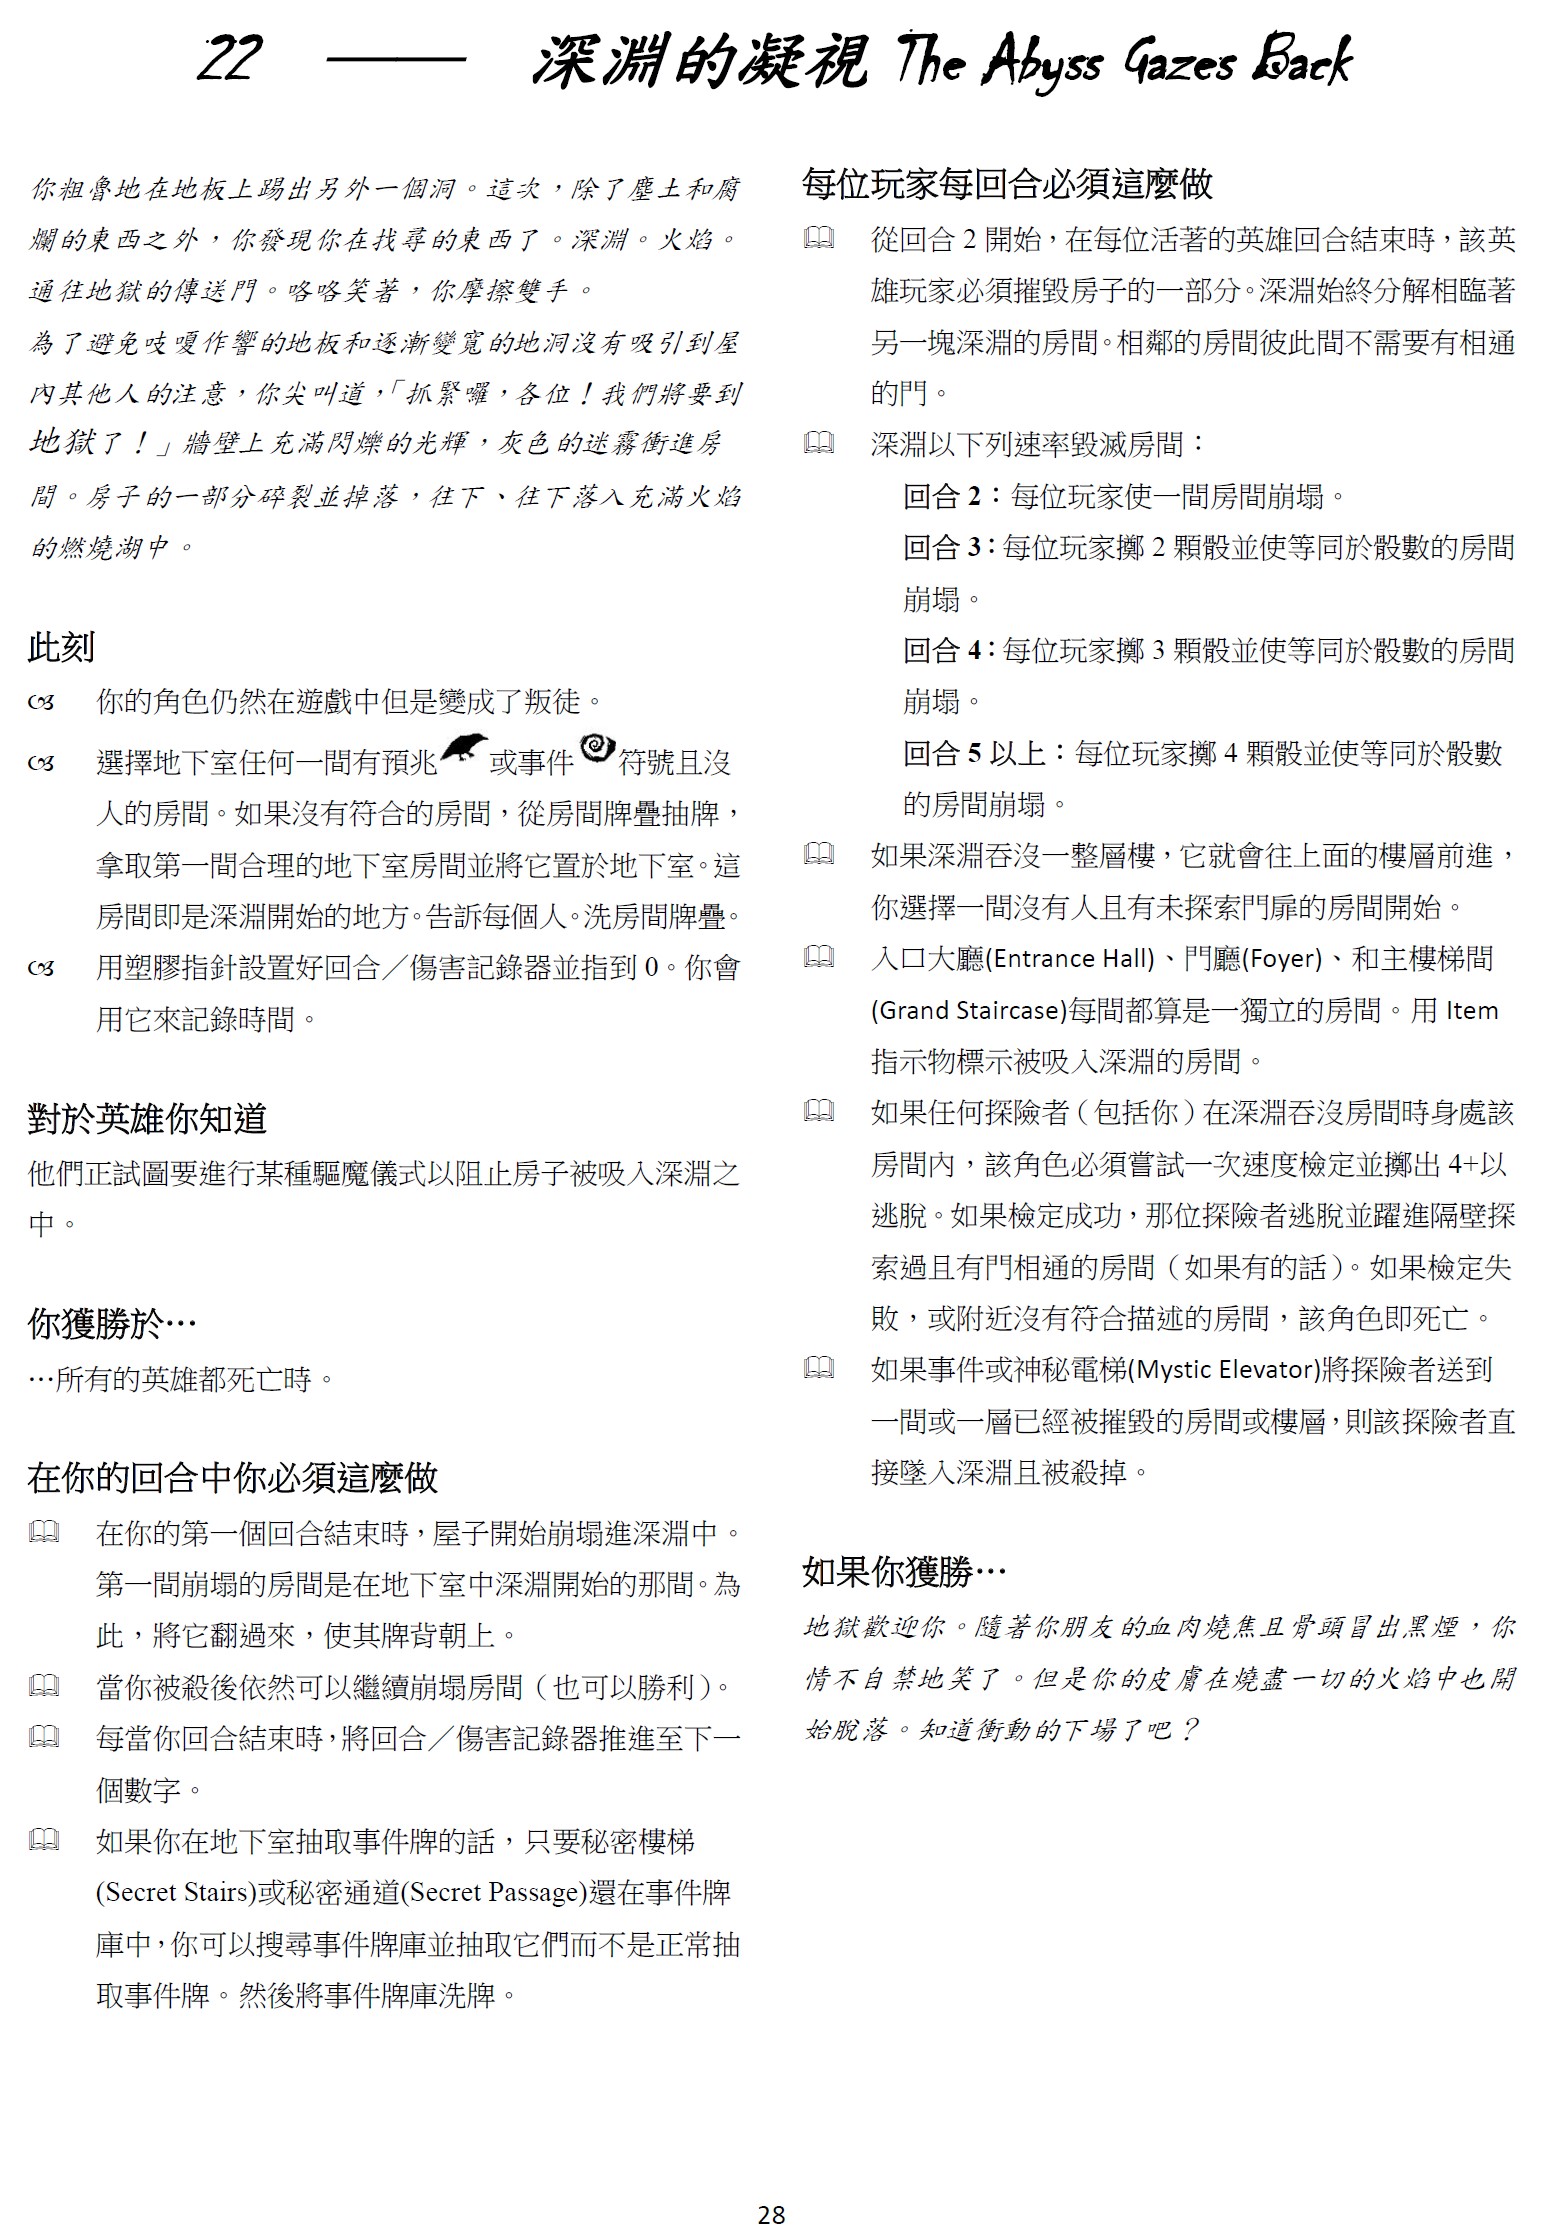 22 —— 深淵的凝視 The Abyss Gazes Back
你粗魯地在地板上踢出另外一個洞。這次，除了塵土和腐
爛的東西之外，你發現你在找尋的東西了。深淵。火焰。
通往地獄的傳送門。咯咯笑著，你摩擦雙手。
為了避免吱嗄作響的地板和逐漸變寬的地洞沒有吸引到屋
內其他人的注意，你尖叫道，「抓緊囉，各位！我們將要到
地獄了！」牆壁上充滿閃爍的光輝，灰色的迷霧衝進房
間。房子的一部分碎裂並掉落，往下、往下落入充滿火焰
的燃燒湖中。
此刻
你的角色仍然在遊戲中但是變成了叛徒。
選擇地下室任何一間有預兆或事件符號且沒
人的房間。如果沒有符合的房間，從房間牌疊抽牌，
拿取第一間合理的地下室房間並將它置於地下室。這
房間即是深淵開始的地方。告訴每個人。洗房間牌疊。
用塑膠指針設置好回合／傷害記錄器並指到 0。你會
用它來記錄時間。
對於英雄你知道
他們正試圖要進行某種驅魔儀式以阻止房子被吸入深淵之
中。
你獲勝於…
…所有的英雄都死亡時。
在你的回合中你必須這麼做
在你的第一個回合結束時，屋子開始崩塌進深淵中。
第一間崩塌的房間是在地下室中深淵開始的那間。為
此，將它翻過來，使其牌背朝上。
當你被殺後依然可以繼續崩塌房間（也可以勝利）。
每當你回合結束時，將回合／傷害記錄器推進至下一
個數字。
如果你在地下室抽取事件牌的話，只要秘密樓梯
(Secret Stairs)或秘密通道(Secret Passage)還在事件牌
庫中，你可以搜尋事件牌庫並抽取它們而不是正常抽
取事件牌。然後將事件牌庫洗牌。
每位玩家每回合必須這麼做
從回合 2 開始，在每位活著的英雄回合結束時，該英
雄玩家必須摧毀房子的一部分。深淵始終分解相臨著
另一塊深淵的房間。相鄰的房間彼此間不需要有相通
的門。
深淵以下列速率毀滅房間：
回合 2：每位玩家使一間房間崩塌。
回合 3：每位玩家擲 2 顆骰並使等同於骰數的房間
崩塌。
回合 4：每位玩家擲 3 顆骰並使等同於骰數的房間
崩塌。
回合 5 以上：每位玩家擲 4 顆骰並使等同於骰數
的房間崩塌。
如果深淵吞沒一整層樓，它就會往上面的樓層前進，
你選擇一間沒有人且有未探索門扉的房間開始。
入口大廳(Entrance Hall)、門廳(Foyer)、和主樓梯間
(Grand Staircase)每間都算是一獨立的房間。用 Item
指示物標示被吸入深淵的房間。
如果任何探險者（包括你）在深淵吞沒房間時身處該
房間內，該角色必須嘗試一次速度檢定並擲出 4+以
逃脫。如果檢定成功，那位探險者逃脫並躍進隔壁探
索過且有門相通的房間（如果有的話）。如果檢定失
敗，或附近沒有符合描述的房間，該角色即死亡。
如果事件或神秘電梯(Mystic Elevator)將探險者送到
一間或一層已經被摧毀的房間或樓層，則該探險者直
接墜入深淵且被殺掉。
如果你獲勝…
地獄歡迎你。隨著你朋友的血肉燒焦且骨頭冒出黑煙，你
情不自禁地笑了。但是你的皮膚在燒盡一切的火焰中也開
始脫落。知道衝動的下場了吧？
28